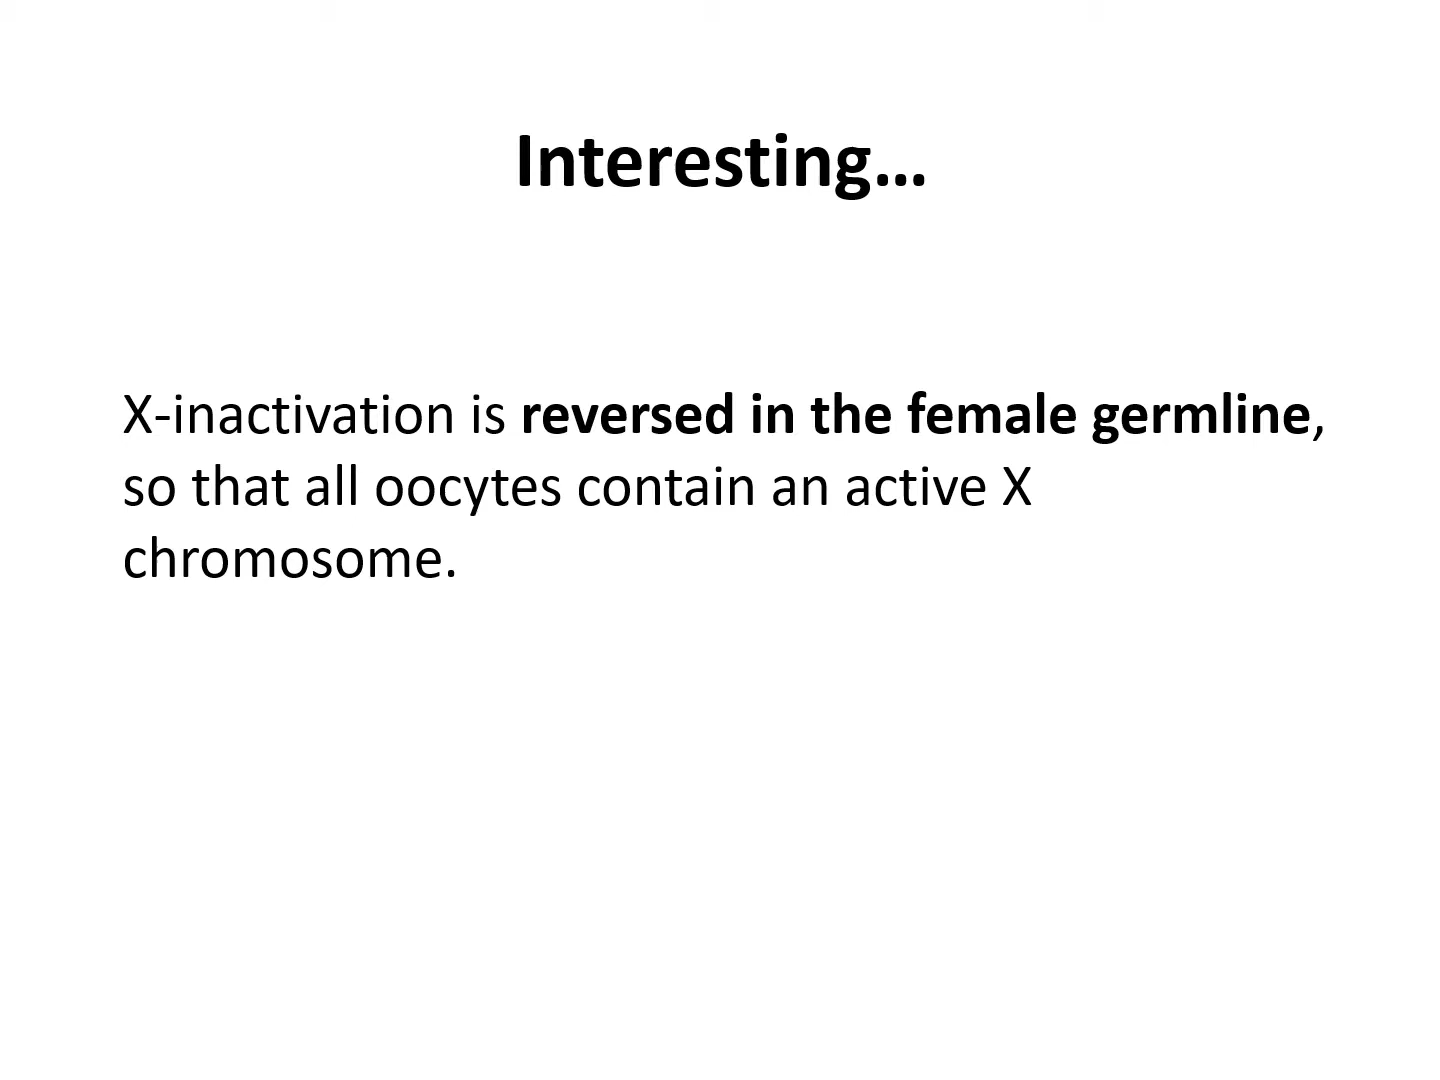 Interesting…
X-inactivation is reversed in the female germline,
so that all oocytes contain an active X
chromosome.